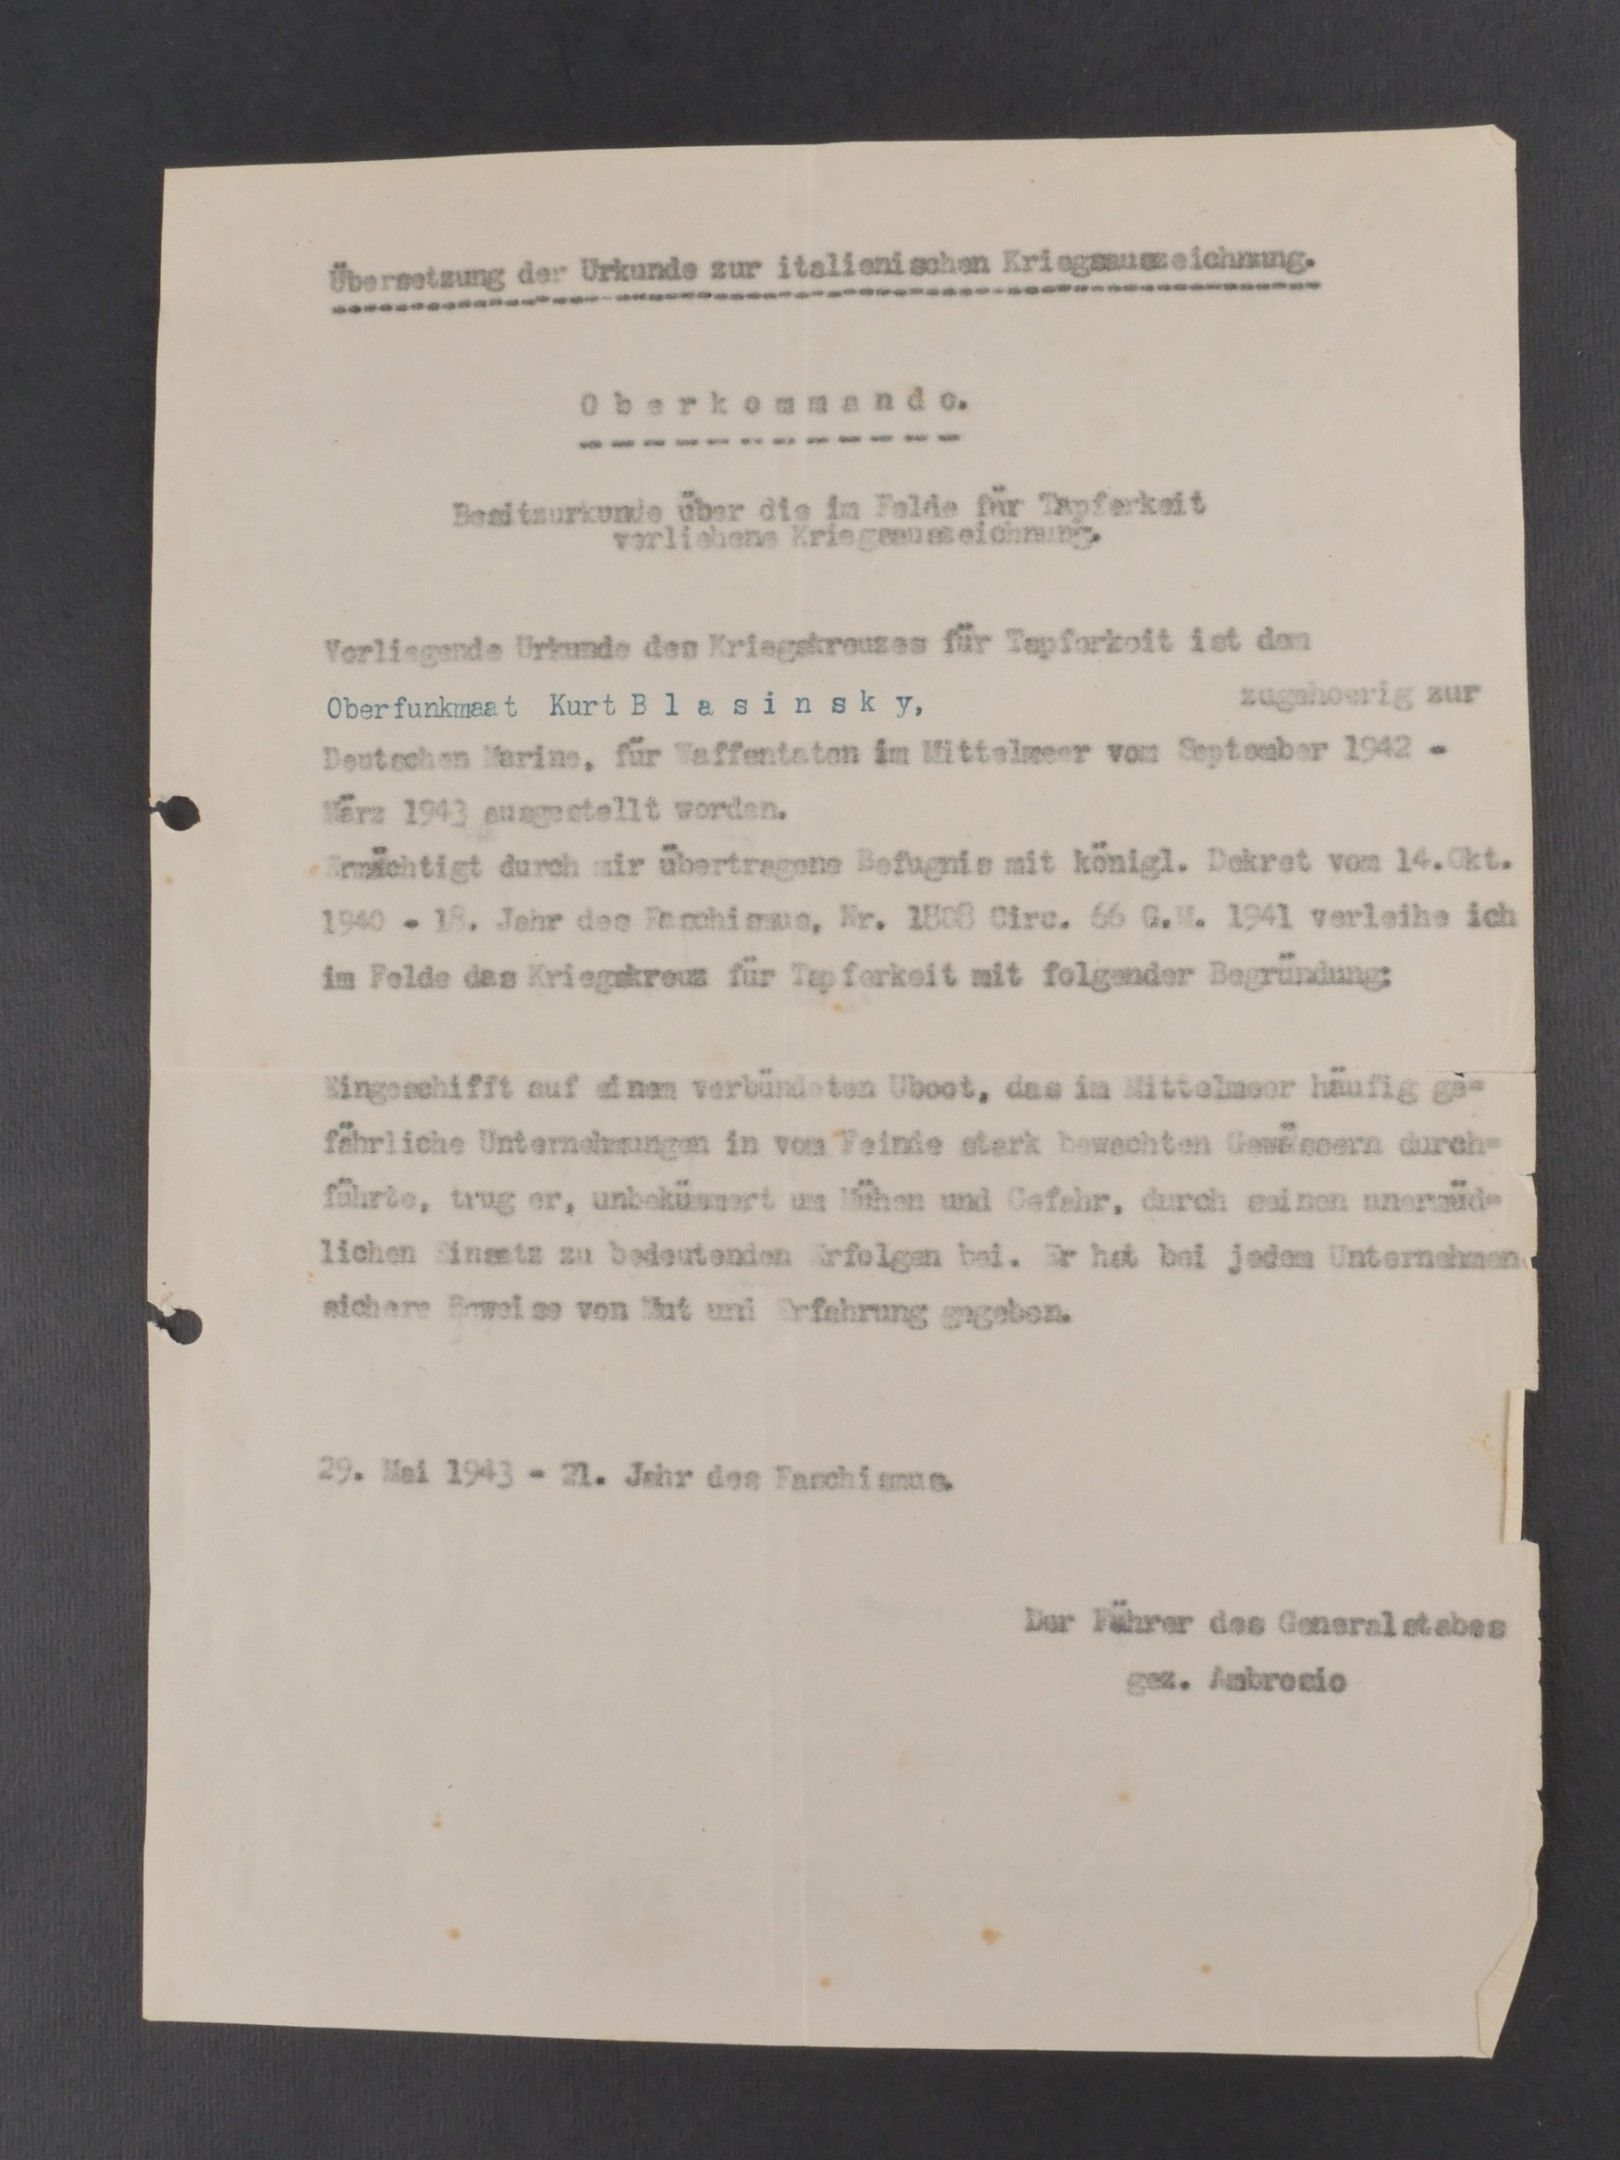 Übersetzung der Urkunde zur italienischen Kriegsauszeichnung.
O b e r k o m m a n d o.
Besitzurkunde über die im Felde für Tapferkeit
verliehene Kriegsauszeichnung.
Vorliegende Urkunde des Kriegskreuzes für Tapferkeit ist dem
Oberfunkmaat Kurt B l a s i n s k y, zugehoerig zur
Deutschen Marine, für Waffentaten im Mittelmeer vom September 1942 -
März 1943 ausgestellt worden.
Ermächtigt durch mir übertragene Befugnis mit königl. Dekret vom 14.Okt.
1940 - 18. Jahr des Faschismus, Nr. 1808 Circ. 66 G.M. 1941 verleihe ich
im Felde das Kriegskreuz für Tapferkeit mit folgender Begründung:
Eingeschifft auf einem verbündeten Uboot, das im Mittelmeer häufig ge-
fährliche Unternehmungen in vom Feinde stark bewachten Gewässern durch-
führte, trug er, unbekümmert um Mühen und Gefahr, durch seinen unermüd-
lichen Einsatz zu bedeutenden Erfolgen bei. Er hat bei jedem Unternehmen
sichere Beweise von Mut und Erfahrung gegeben.
29. Mai 1943 - 21. Jahr des Faschismus.
Der Führer des Generalstabes
gez. Ambrosio